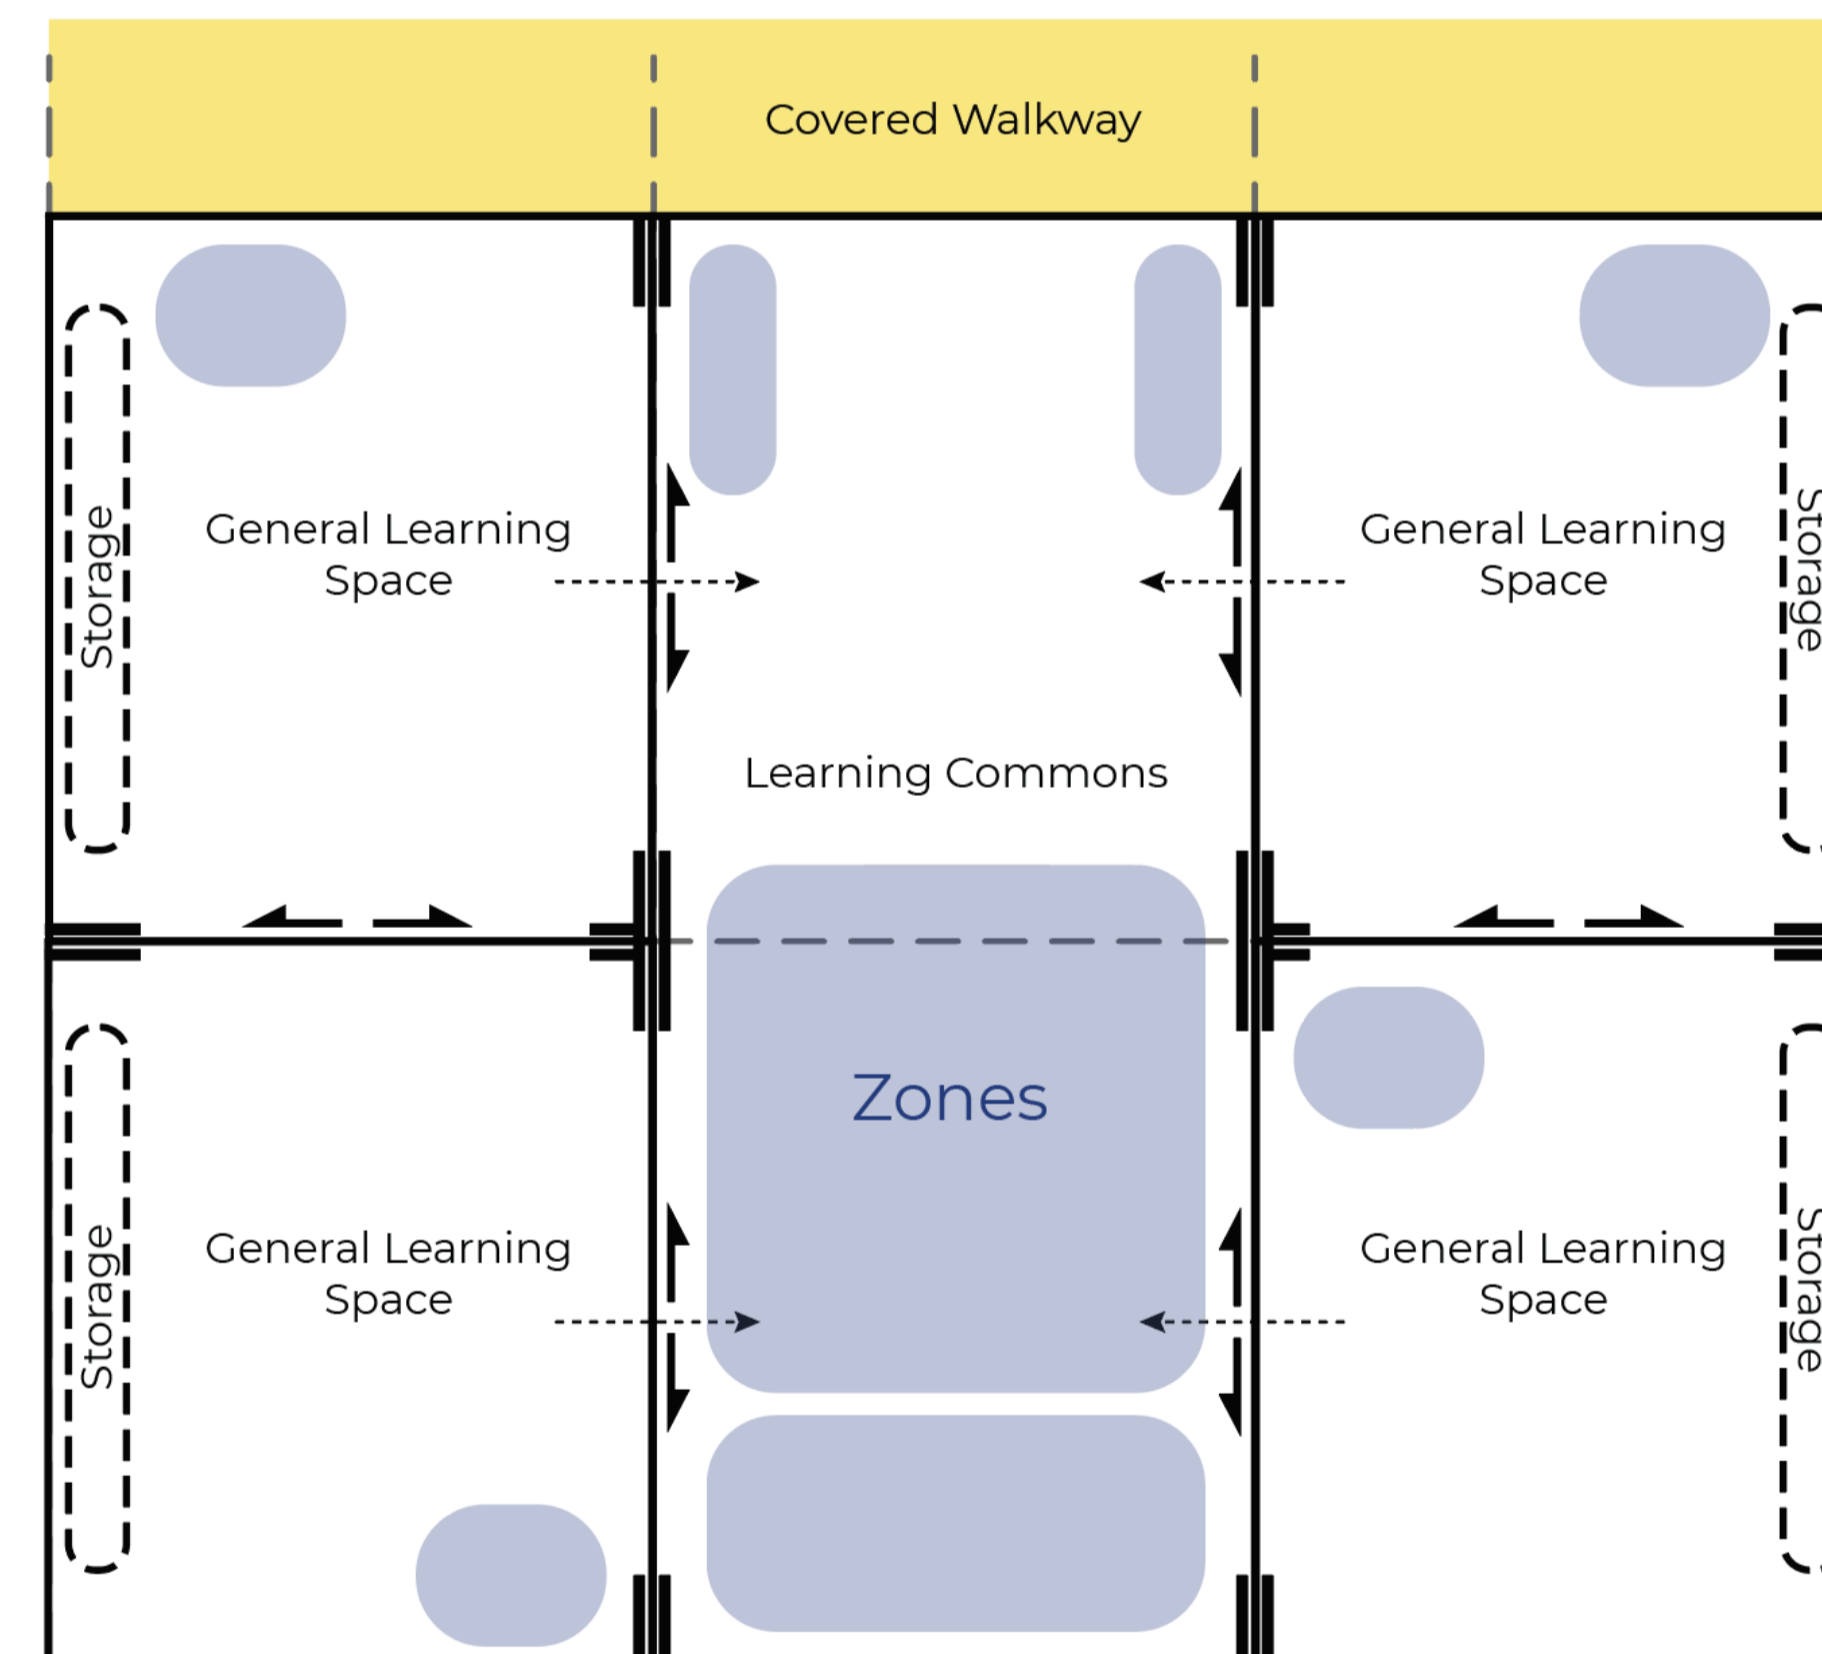 Covered Walkway
Storage
General Learning
Space
General Learning
Space
Storage
Learning Commons
Zones
Storage
General Learning
Space
General Learning
Space
Storage